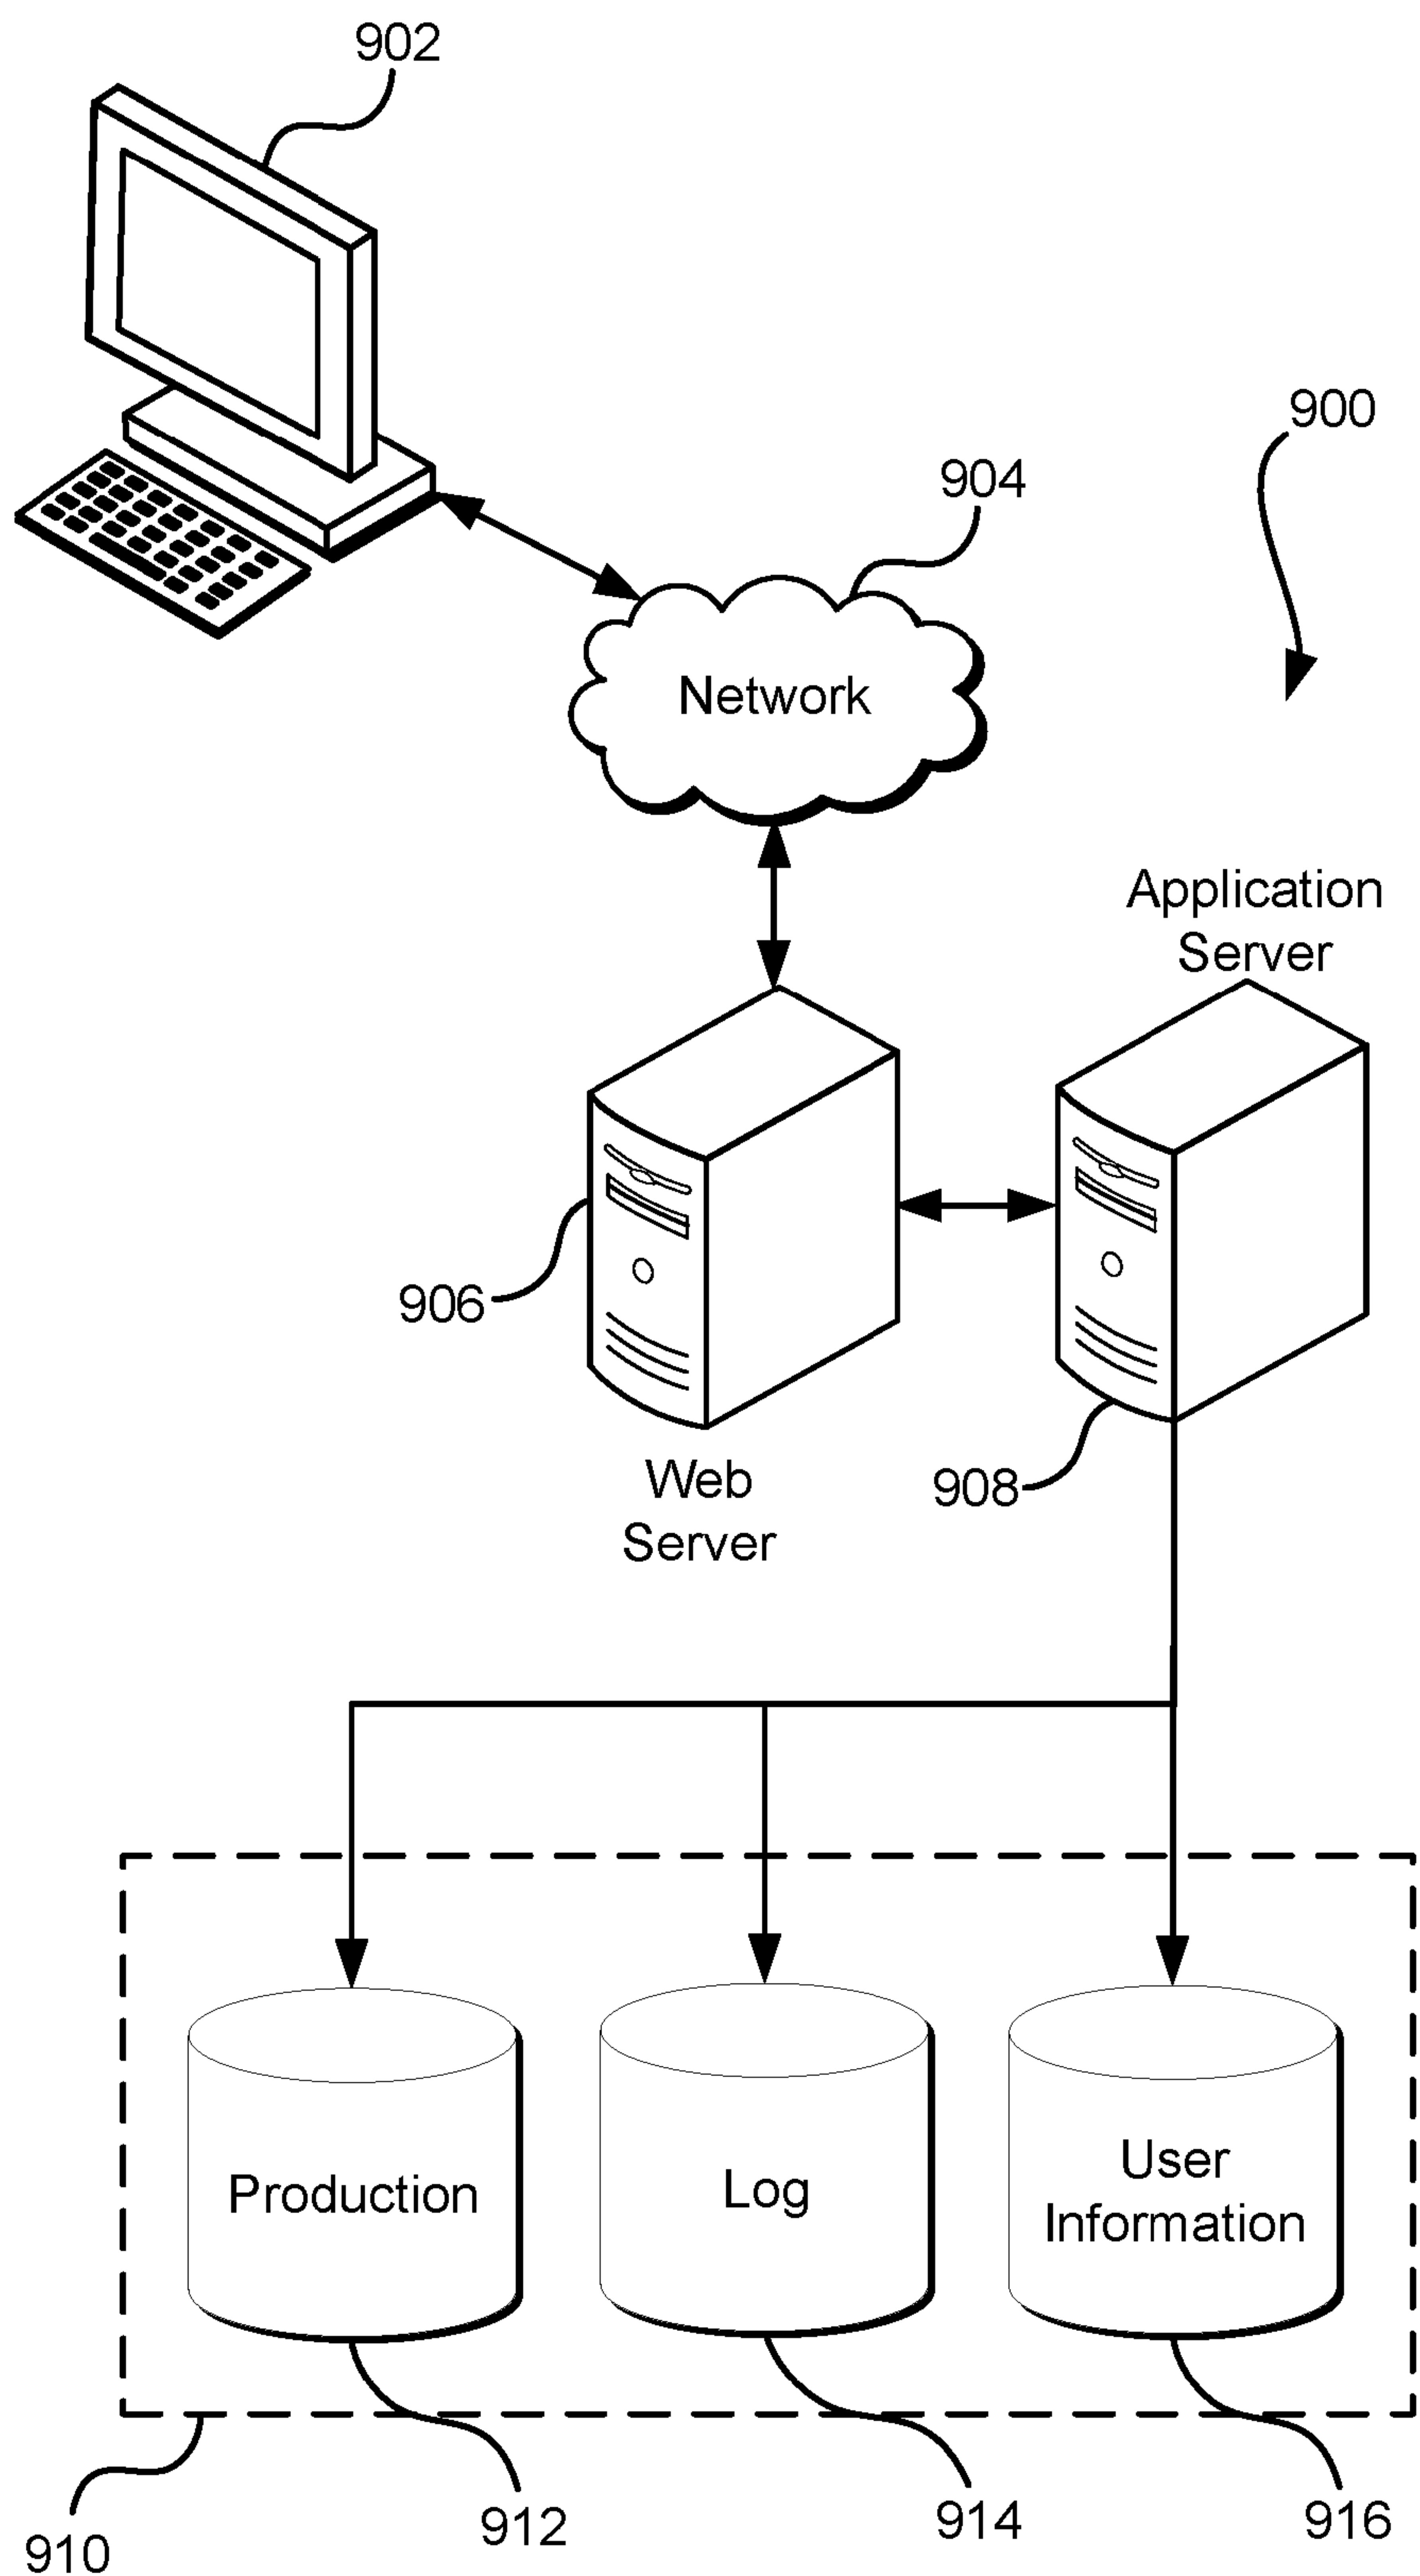 902
900
904
Network
Application
Server
906
908
Web
Server
Production
Log
User
Information
910
912
914
916